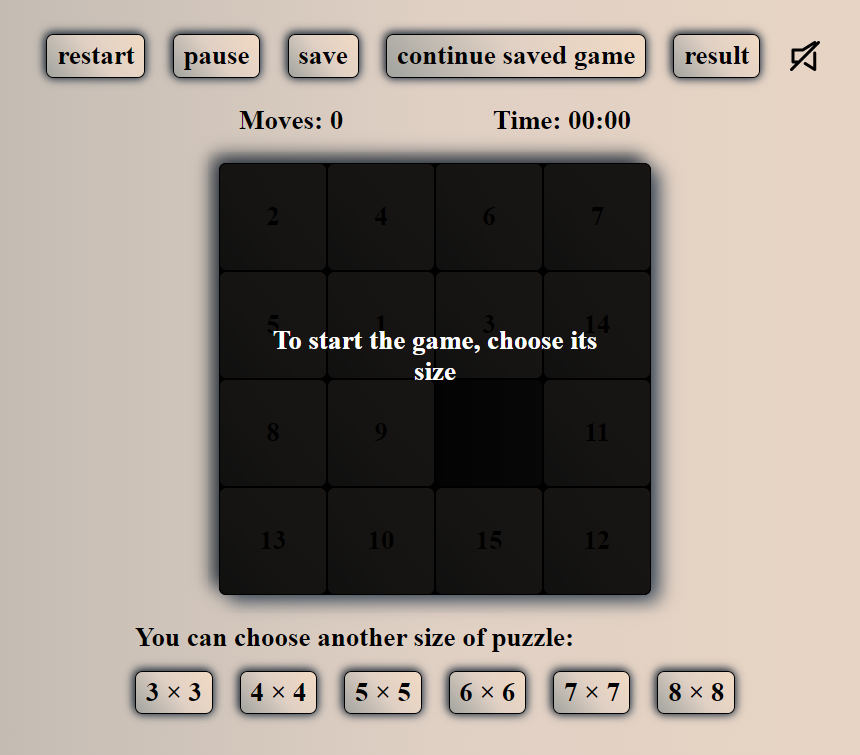 restart pause save continue saved game result
Moves: 0 Time: 00:00
2 4 6 7
5 1 3 14
To start the game, choose its
size
8 9 11
13 10 15 12
You can choose another size of puzzle:
3 × 3 4 × 4 5 × 5 6 × 6 7 × 7 8 × 8